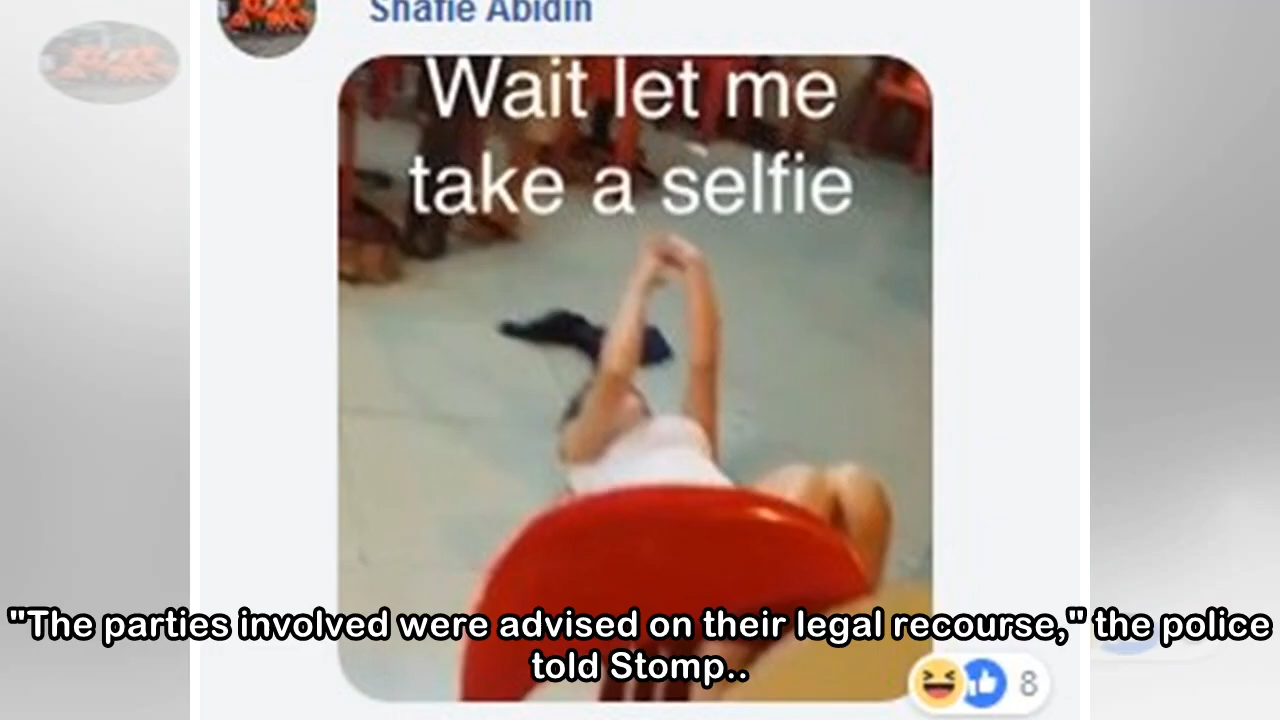 Shafie Abidin
Wait let me
take a selfie
"The parties involved were advised on their legal recourse," the police
told Stomp..
8